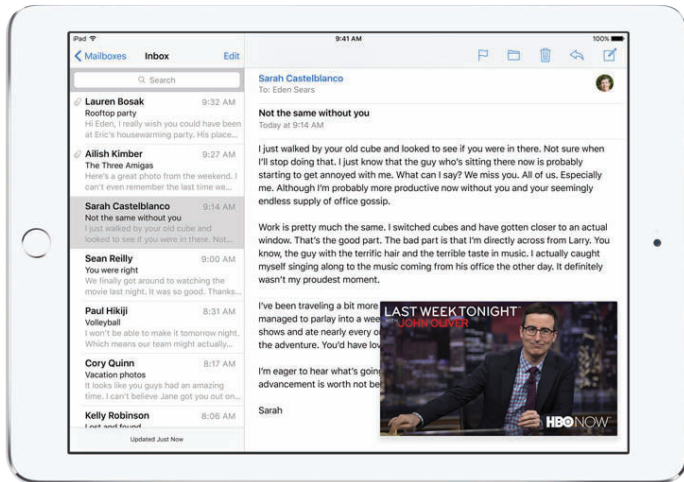 iPad
9:41 AM
100%
Mailboxes
Inbox
Edit
Search
Lauren Bosak
9:32 AM
Rooftop party
Hi Eden, I really wish you could have been
at Eric's housewarming party. His place...
Ailish Kimber
9:27 AM
The Three Amigas
Here's a great photo from the weekend. I
can't even remember the last time we...
Sarah Castelblanco
9:14 AM
Not the same without you
I just walked by your old cube and
looked to see if you were in there. Not...
Sean Reilly
9:00 AM
You were right
We finally got around to watching the
movie last night. It was so good. Thanks...
Paul Hikiji
8:31 AM
Volleyball
I won't be able to make it tomorrow night.
Which means our team might actually...
Cory Quinn
8:17 AM
Vacation photos
It looks like you guys had an amazing
time. I can't believe Jane got you out on...
Kelly Robinson
8:06 AM
Lost and found
Updated Just Now
Sarah Castelblanco
To: Eden Sears
Not the same without you
Today at 9:14 AM
I just walked by your old cube and looked to see if you were in there. Not sure when
I'll stop doing that. I just know that the guy who's sitting there now is probably
starting to get annoyed with me. What can I say? We miss you. All of us. Especially
me. Although I'm probably more productive now without you and your seemingly
endless supply of office gossip.
Work is pretty much the same. I switched cubes and have gotten closer to an actual
window. That's the good part. The bad part is that I'm directly across from Larry. You
know, the guy with the terrific hair and the terrible taste in music. I actually caught
myself singing along to the music coming from his office the other day. It definitely
wasn't my proudest moment.
I've been traveling a bit more
managed to parlay into a wee
shows and ate nearly every o
the adventure. You'd have lov
I'm eager to hear what's going
advancement is worth not be
Sarah
LAST WEEK TONIGHT
WITH JOHN OLIVER
HBO NOW